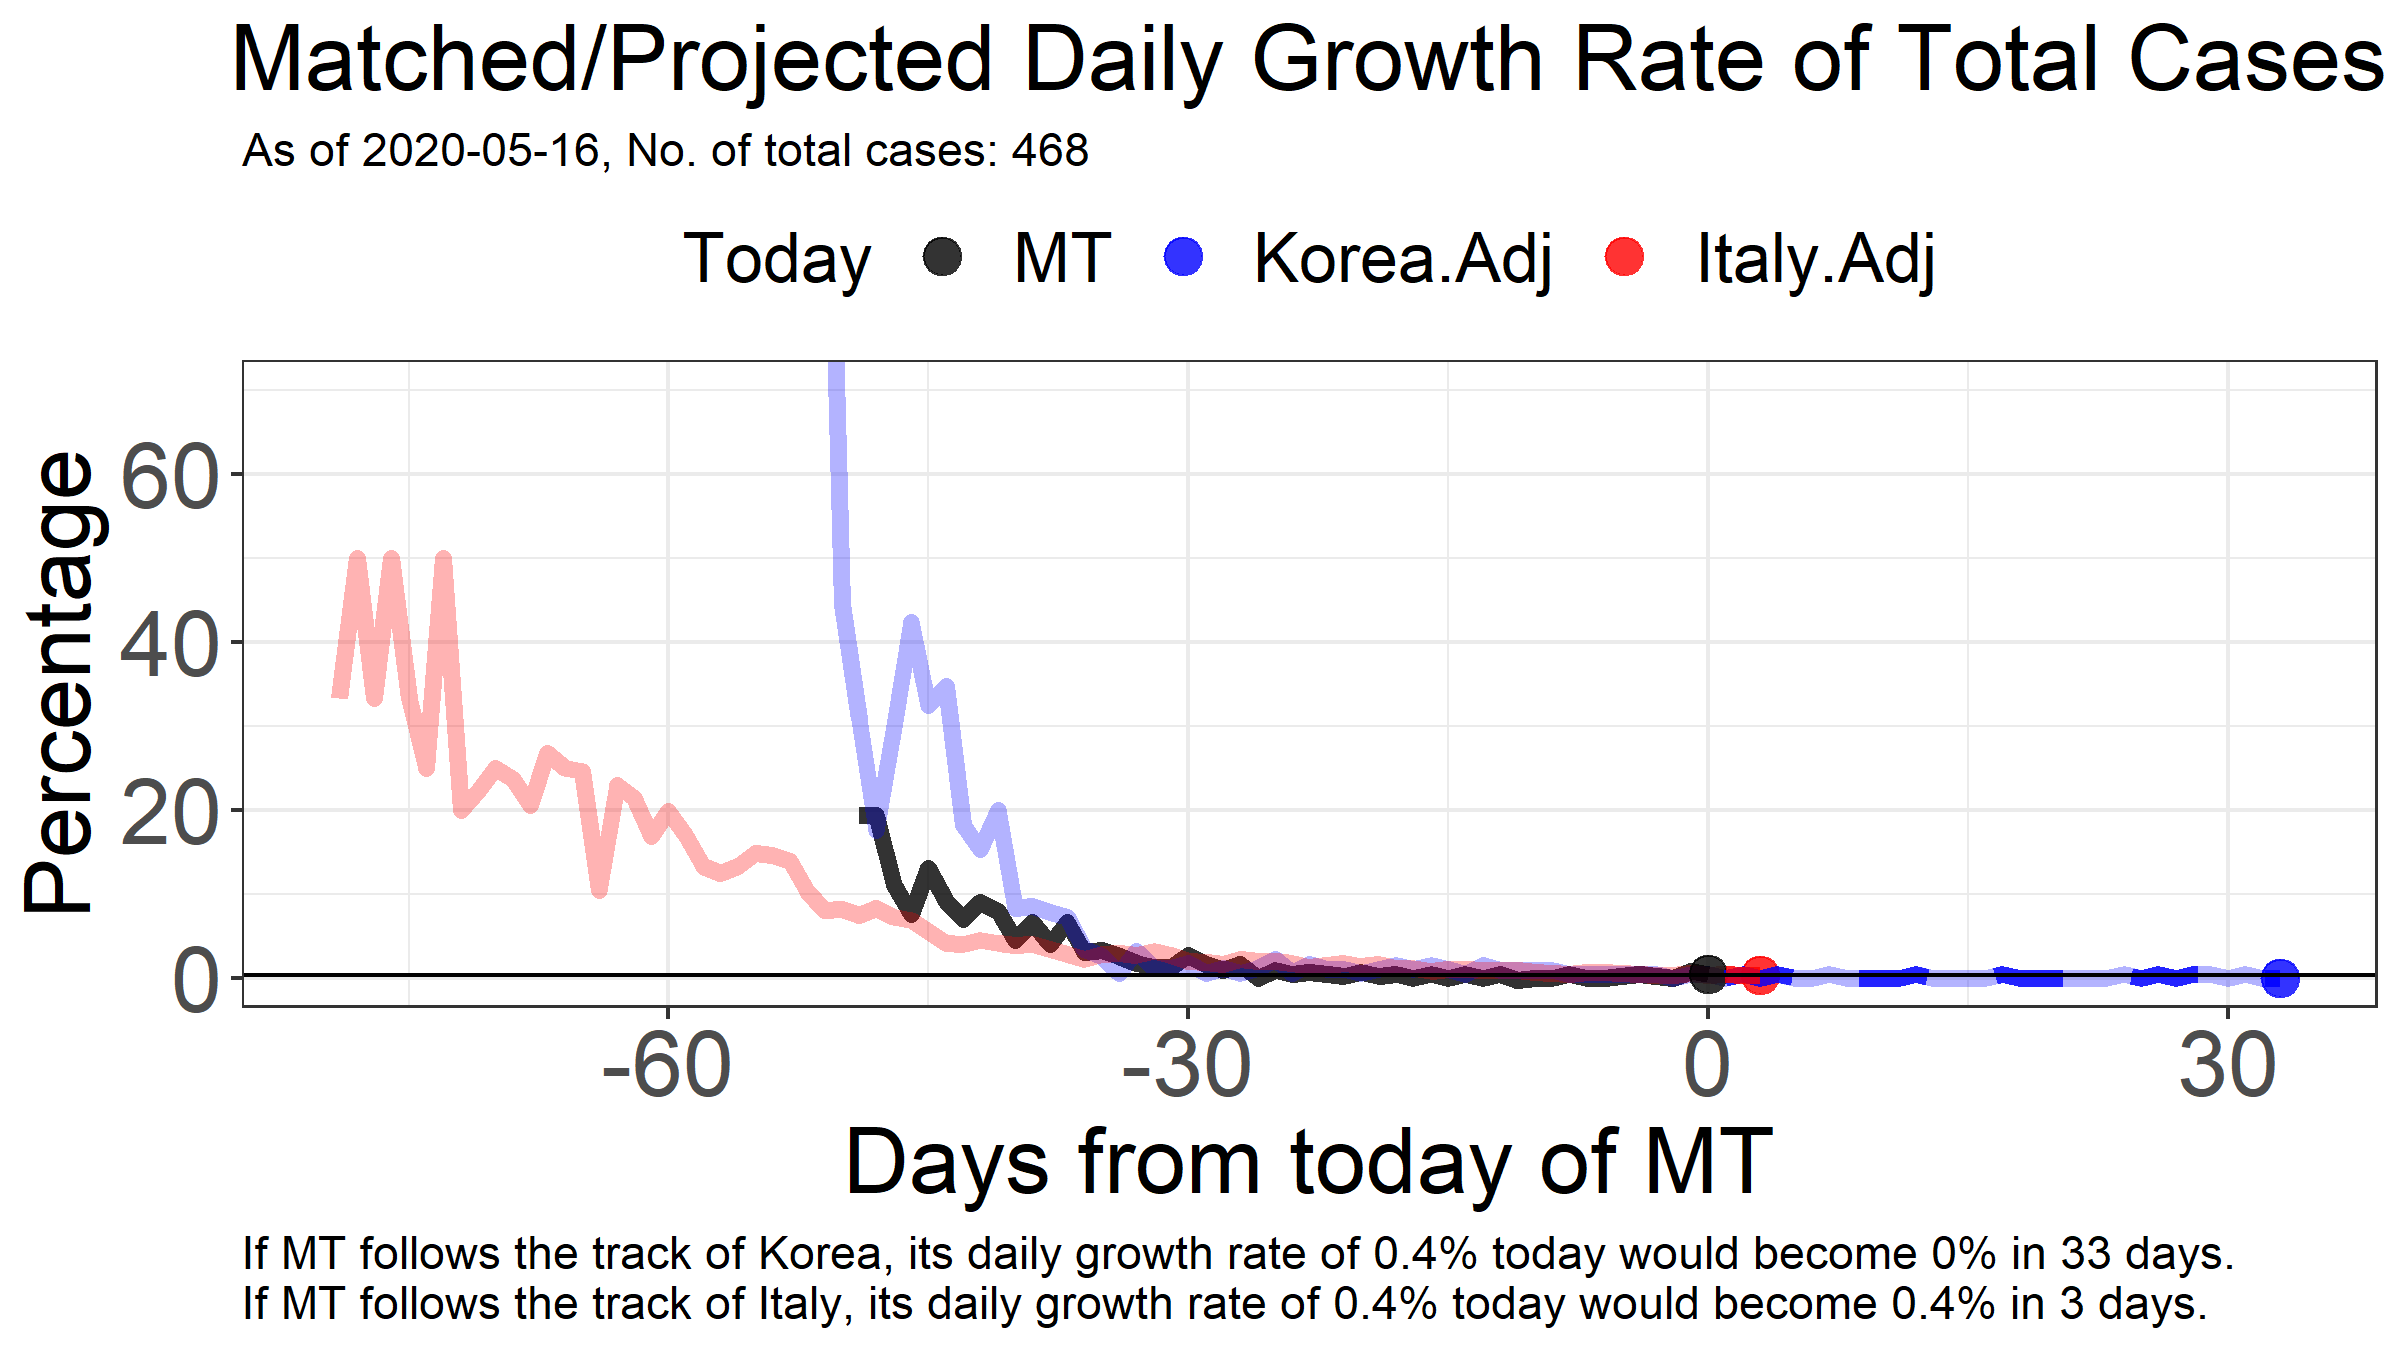 Matched/Projected Daily Growth Rate of Total Cases
As of 2020-05-16, No. of total cases: 468
Today MT Korea.Adj Italy.Adj
Percentage
60
40
20
0
-60 -30 0 30
Days from today of MT
If MT follows the track of Korea, its daily growth rate of 0.4% today would become 0% in 33 days.
If MT follows the track of Italy, its daily growth rate of 0.4% today would become 0.4% in 3 days.